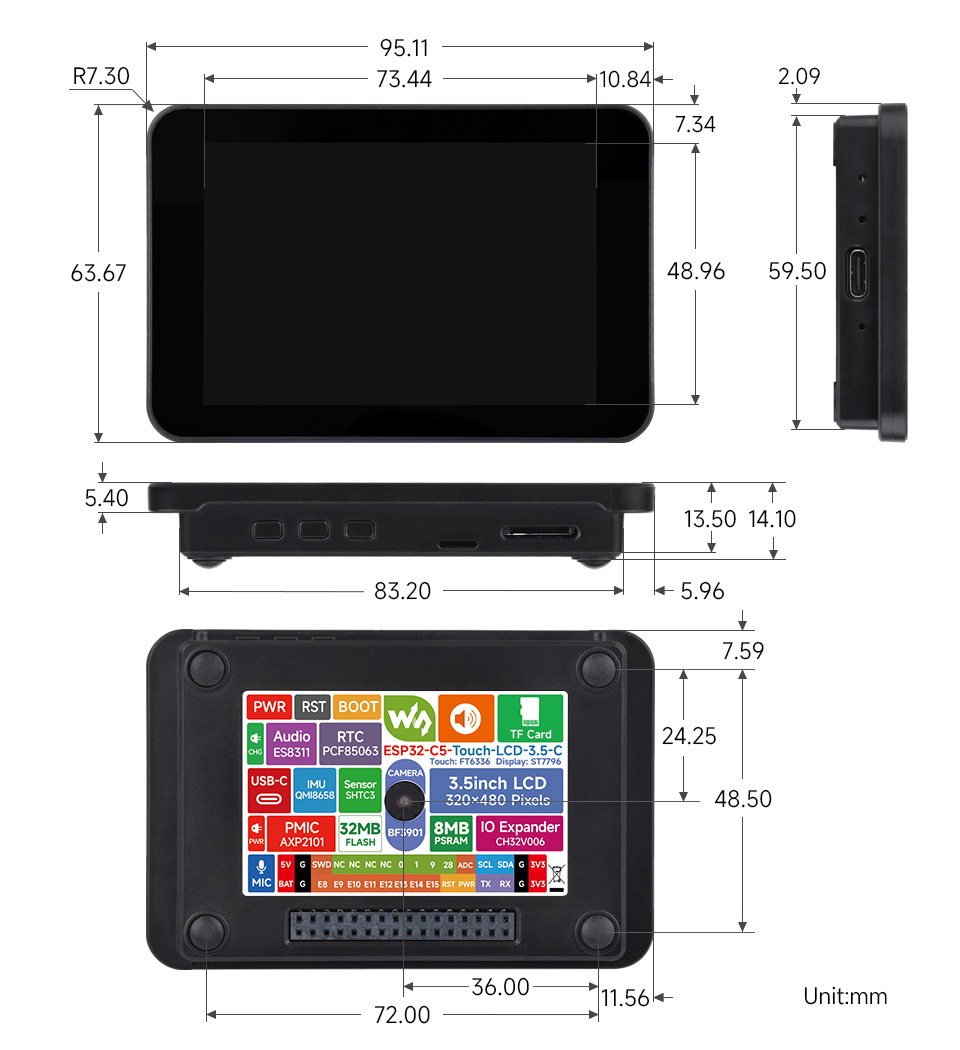 95.11
R7.30
73.44
10.84
2.09
7.34
63.67
48.96
59.50
5.40
13.50
14.10
83.20
5.96
7.59
PWR
RST
BOOT
TF Card
24.25
CHG
Audio
ES8311
RTC
PCF85063
ESP32-C5-Touch-LCD-3.5-C
Touch: FT6336 Display: ST7796
USB-C
IMU
QMI8658
Sensor
SHTC3
CAMERA
BF3901
3.5inch LCD
320×480 Pixels
48.50
PWR
PMIC
AXP2101
32MB
FLASH
8MB
PSRAM
IO Expander
CH32V006
MIC
5V G SWD NC NC NC NC 0 1 9 28 ADC SCL SDA G 3V3
BAT G E8 E9 E10 E11 E12 E13 E14 E15 RST PWR TX RX G 3V3
36.00
11.56
72.00
Unit:mm